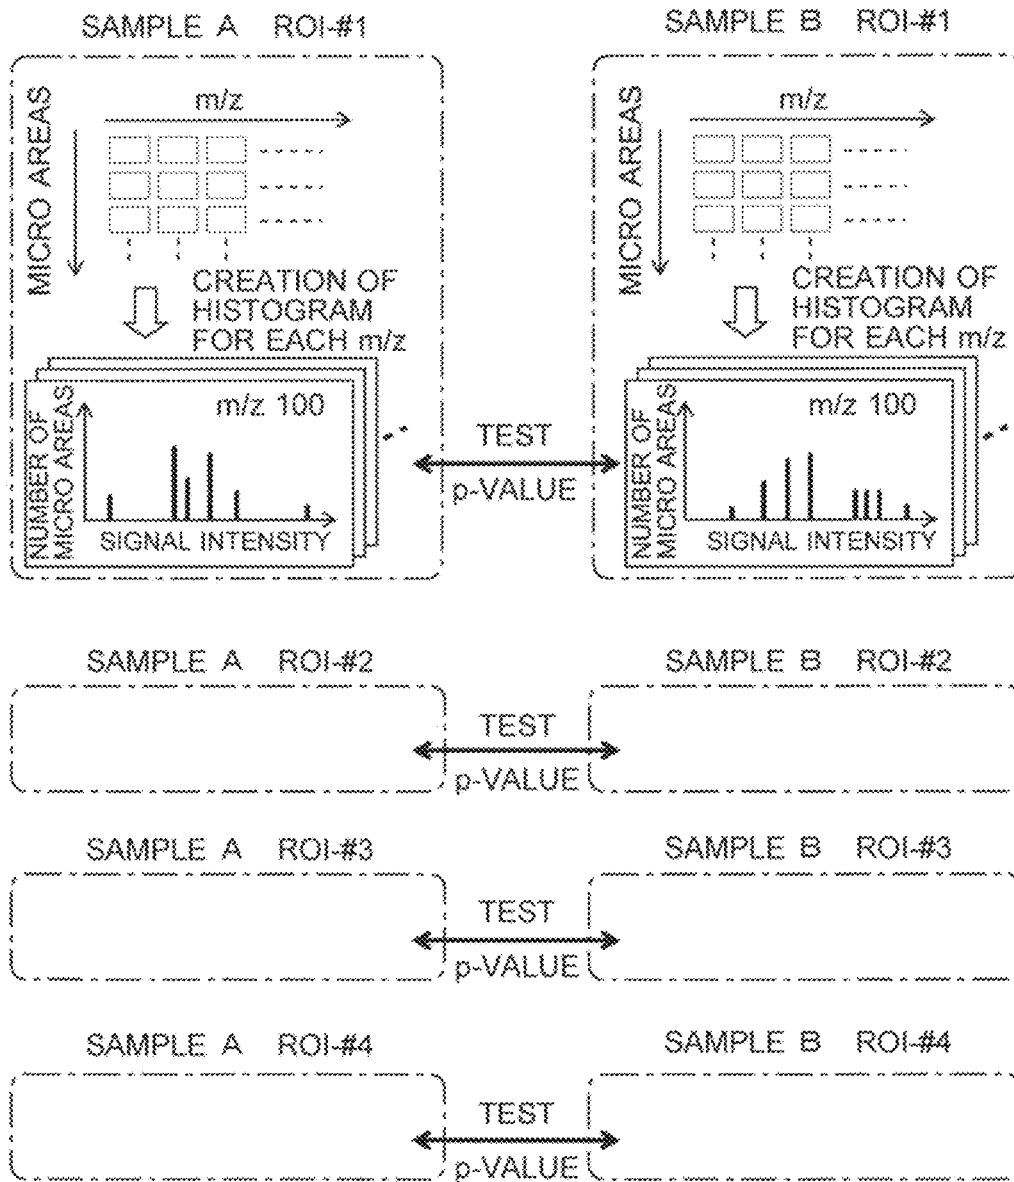 SAMPLE A ROI-#1
MICRO AREAS
m/z
CREATION OF
HISTOGRAM
FOR EACH m/z
NUMBER OF
MICRO AREAS
m/z 100
SIGNAL INTENSITY
TEST
p-VALUE
SAMPLE B ROI-#1
MICRO AREAS
m/z
CREATION OF
HISTOGRAM
FOR EACH m/z
NUMBER OF
MICRO AREAS
m/z 100
SIGNAL INTENSITY
SAMPLE A ROI-#2
TEST
p-VALUE
SAMPLE B ROI-#2
SAMPLE A ROI-#3
TEST
p-VALUE
SAMPLE B ROI-#3
SAMPLE A ROI-#4
TEST
p-VALUE
SAMPLE B ROI-#4